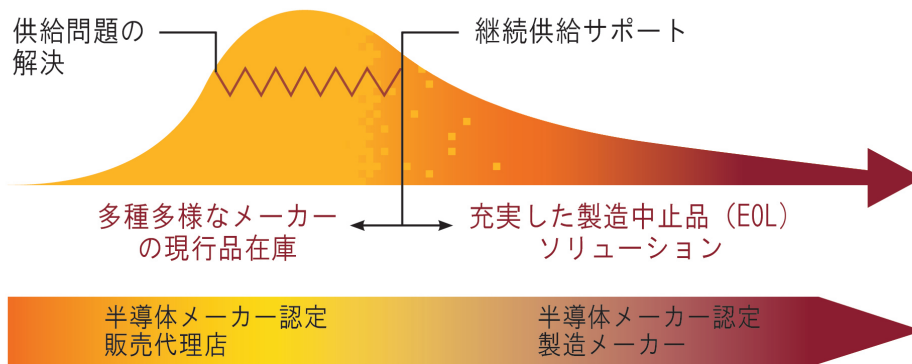 供給問題の
解決
継続供給サポート
多種多様なメーカー
の現行品在庫
充実した製造中止品（EOL）
ソリューション
半導体メーカー認定
販売代理店
半導体メーカー認定
製造メーカー